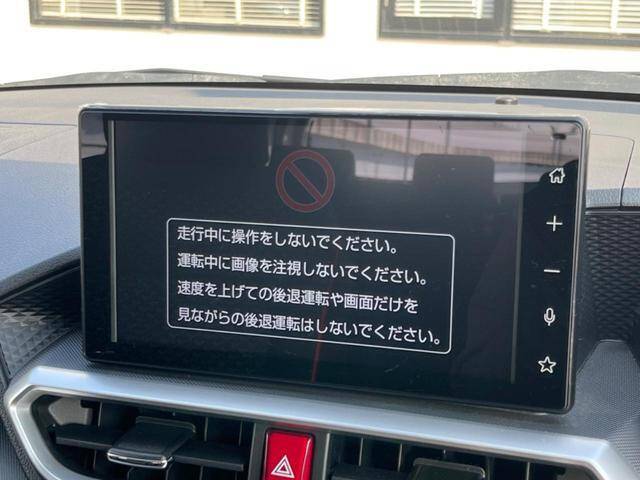 走行中に操作をしないでください。
運転中に画像を注視しないでください。
速度を上げての後退運転や画面だけを
見ながらの後退運転はしないでください。